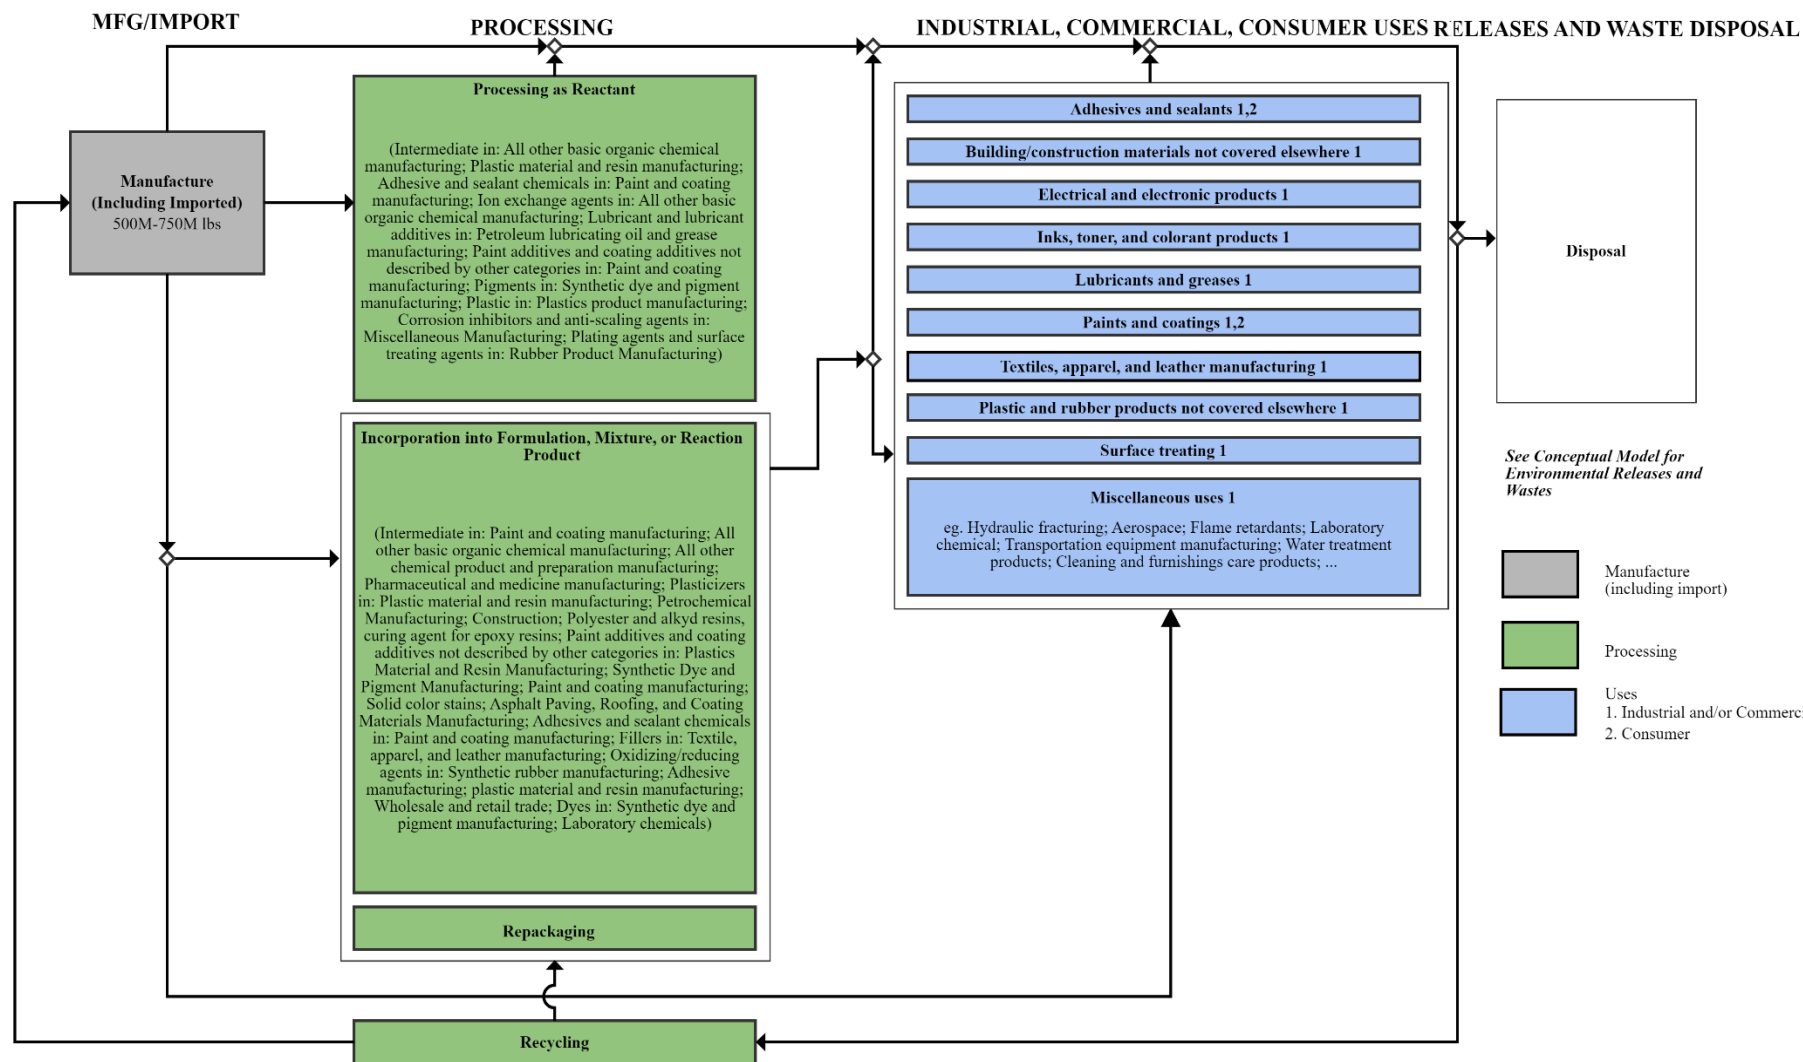 MFG/IMPORT
PROCESSING
INDUSTRIAL, COMMERCIAL, CONSUMER USES
RELEASES AND WASTE DISPOSAL
Manufacture
(Including Imported)
500M-750M lbs
Processing as Reactant
(Intermediate in: All other basic organic chemical
manufacturing; Plastic material and resin manufacturing;
Adhesive and sealant chemicals in: Paint and coating
manufacturing; Ion exchange agents in: All other basic
organic chemical manufacturing; Lubricant and lubricant
additives in: Petroleum lubricating oil and grease
manufacturing; Paint additives and coating additives not
described by other categories in: Paint and coating
manufacturing; Pigments in: Synthetic dye and pigment
manufacturing; Plastic in: Plastics product manufacturing;
Corrosion inhibitors and anti-scaling agents in:
Miscellaneous Manufacturing; Plating agents and surface
treating agents in: Rubber Product Manufacturing)
Incorporation into Formulation, Mixture, or Reaction
Product
(Intermediate in: Paint and coating manufacturing; All
other basic organic chemical manufacturing; All other
chemical product and preparation manufacturing;
Pharmaceutical and medicine manufacturing; Plasticizers
in: Plastic material and resin manufacturing; Petrochemical
Manufacturing; Construction; Polyester and alkyd resins,
curing agent for epoxy resins; Paint additives and coating
additives not described by other categories in: Plastics
Material and Resin Manufacturing; Synthetic Dye and
Pigment Manufacturing; Paint and coating manufacturing;
Solid color stains; Asphalt Paving, Roofing, and Coating
Materials Manufacturing; Adhesives and sealant chemicals
in: Paint and coating manufacturing; Fillers in: Textile,
apparel, and leather manufacturing; Oxidizing/reducing
agents in: Synthetic rubber manufacturing; Adhesive
manufacturing; plastic material and resin manufacturing;
Wholesale and retail trade; Dyes in: Synthetic dye and
pigment manufacturing; Laboratory chemicals)
Repackaging
Recycling
Adhesives and sealants 1,2
Building/construction materials not covered elsewhere 1
Electrical and electronic products 1
Inks, toner, and colorant products 1
Lubricants and greases 1
Paints and coatings 1,2
Textiles, apparel, and leather manufacturing 1
Plastic and rubber products not covered elsewhere 1
Surface treating 1
Miscellaneous uses 1
eg. Hydraulic fracturing; Aerospace; Flame retardants; Laboratory
chemical; Transportation equipment manufacturing; Water treatment
products; Cleaning and furnishings care products; ...
Disposal
See Conceptual Model for
Environmental Releases and
Wastes
Manufacture
(including import)
Processing
Uses
1. Industrial and/or Commerci
2. Consumer